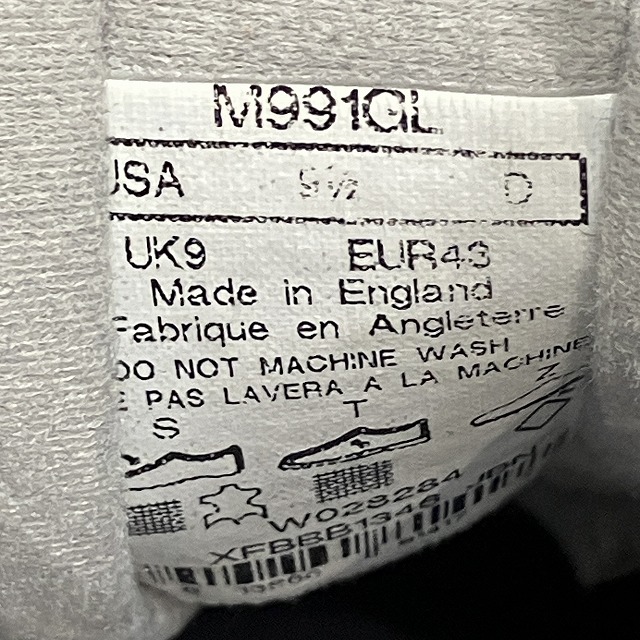 M991GL
USA 9½ D
UK9 EUR43
Made in England
Fabrique en Angleterre
DO NOT MACHINE WASH
E PAS LAVERA A LA MACHINE
S T Z
W028284
XFBBB1346